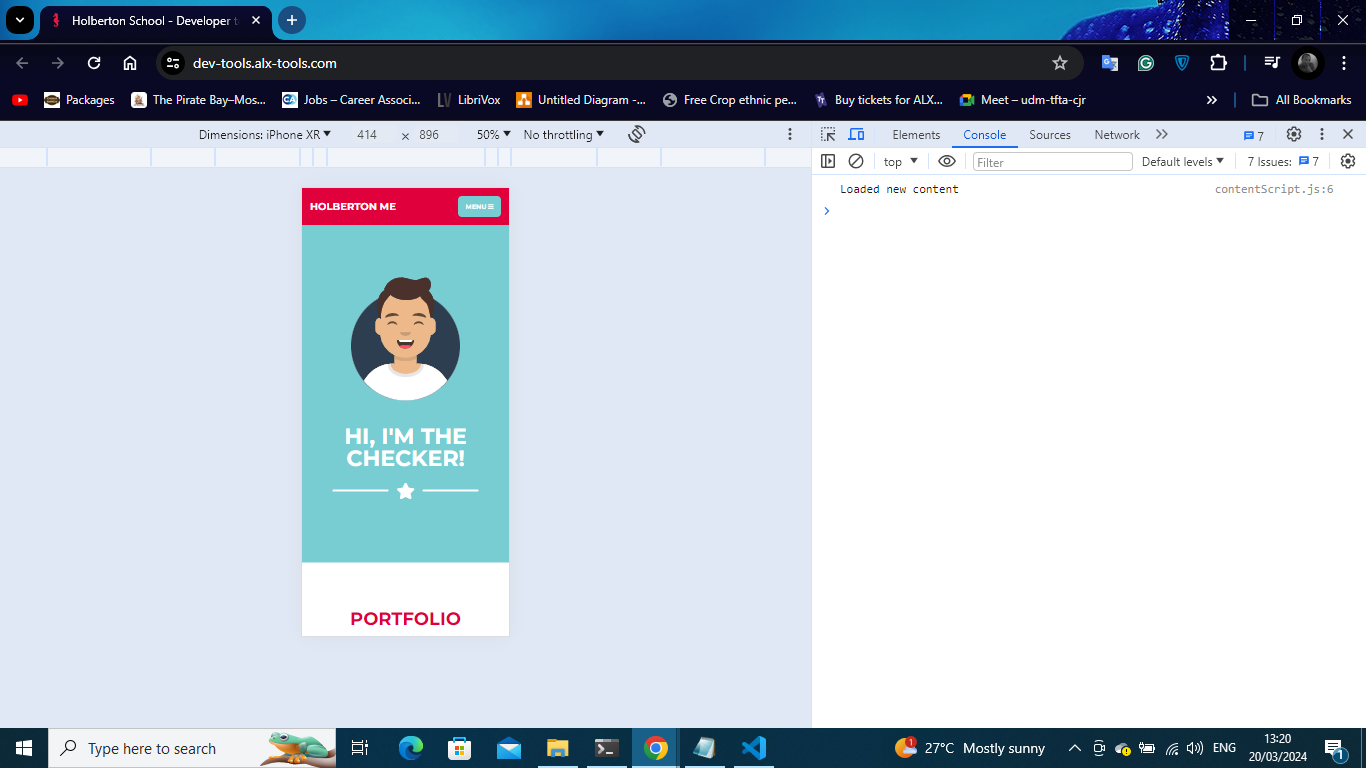 Holberton School - Developer t
dev-tools.alx-tools.com
Packages The Pirate Bay–Mos... Jobs – Career Associ... LibriVox Untitled Diagram -... Free Crop ethnic pe... Buy tickets for ALX... Meet – udm-tfta-cjr » All Bookmarks
Dimensions: iPhone XR 414 × 896 50% No throttling
Elements Console Sources Network 7
top Filter Default levels 7 Issues: 7
Loaded new content contentScript.js:6
HOLBERTON ME MENU
HI, I'M THE
CHECKER!
PORTFOLIO
Type here to search
1 27°C Mostly sunny ENG 13:20
20/03/2024 1